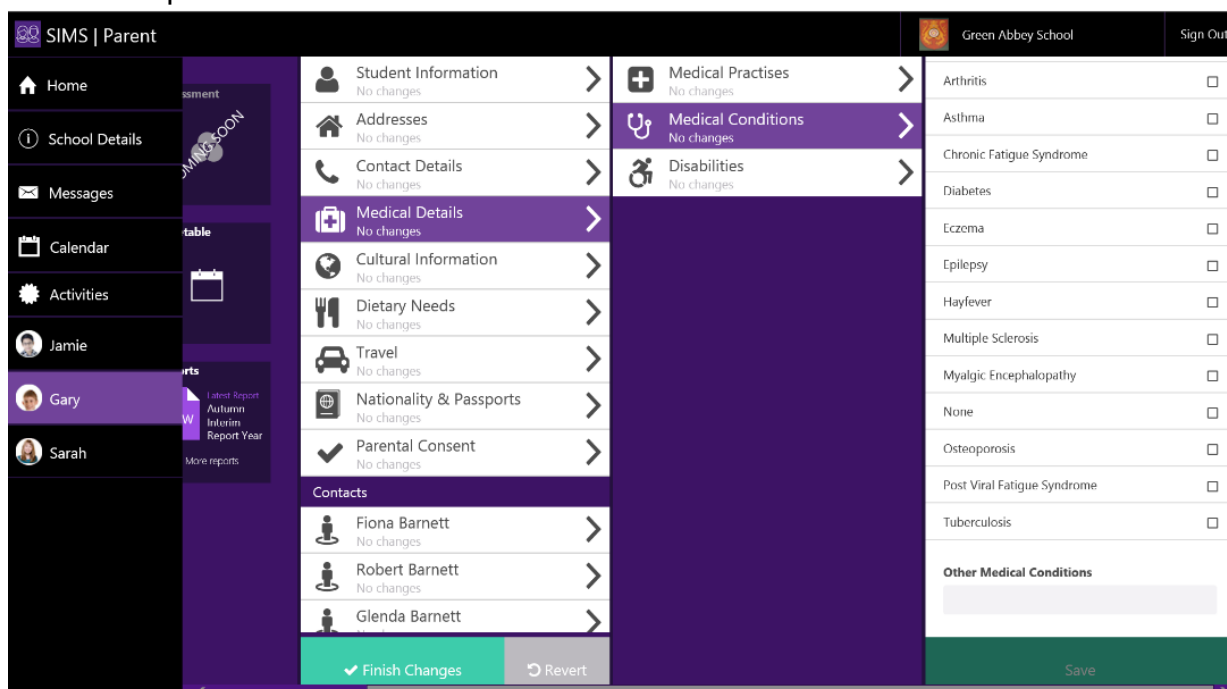 SIMS | Parent
Green Abbey School
Sign Out
Home
School Details
Messages
Calendar
Activities
Jamie
Gary
Sarah
SOON
Latest Report
Autumn
Interim
Report Year
More reports
Student Information
No changes
Addresses
No changes
Contact Details
No changes
Medical Details
No changes
Cultural Information
No changes
Dietary Needs
No changes
Travel
No changes
Nationality & Passports
No changes
Parental Consent
No changes
Contacts
Fiona Barnett
No changes
Robert Barnett
No changes
Glenda Barnett
Finish Changes
Revert
Medical Practises
No changes
Medical Conditions
No changes
Disabilities
No changes
Arthritis
Asthma
Chronic Fatigue Syndrome
Diabetes
Eczema
Epilepsy
Hayfever
Multiple Sclerosis
Myalgic Encephalopathy
None
Osteoporosis
Post Viral Fatigue Syndrome
Tuberculosis
Other Medical Conditions
Save